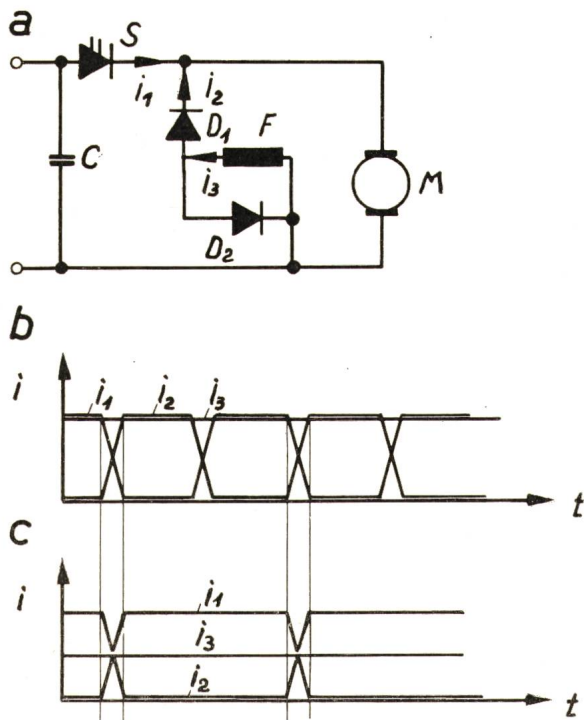 a
S
i₁ i₂
D₁ F
C i₃ M
D₂
b
i i₁ i₂ i₃
t
c
i i₁
i₃
i₂
t